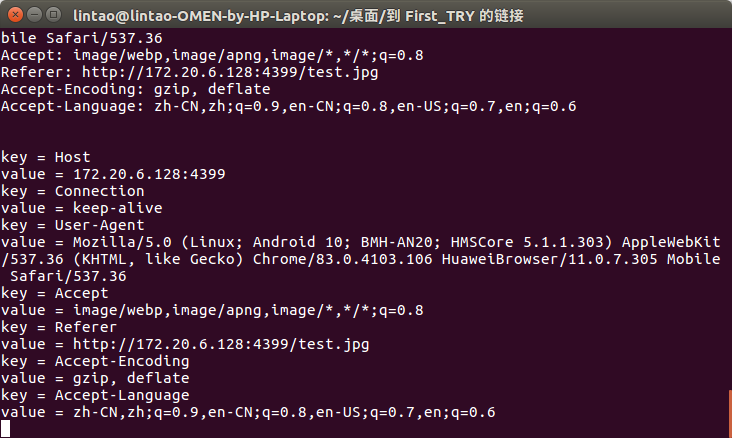 lintao@lintao-OMEN-by-HP-Laptop: ~/桌面/到 First_TRY 的链接
bile Safari/537.36
Accept: image/webp,image/apng,image/*,*/*;q=0.8
Referer: http://172.20.6.128:4399/test.jpg
Accept-Encoding: gzip, deflate
Accept-Language: zh-CN,zh;q=0.9,en-CN;q=0.8,en-US;q=0.7,en;q=0.6
key = Host
value = 172.20.6.128:4399
key = Connection
value = keep-alive
key = User-Agent
value = Mozilla/5.0 (Linux; Android 10; BMH-AN20; HMSCore 5.1.1.303) AppleWebKit
/537.36 (KHTML, like Gecko) Chrome/83.0.4103.106 HuaweiBrowser/11.0.7.305 Mobile
 Safari/537.36
key = Accept
value = image/webp,image/apng,image/*,*/*;q=0.8
key = Referer
value = http://172.20.6.128:4399/test.jpg
key = Accept-Encoding
value = gzip, deflate
key = Accept-Language
value = zh-CN,zh;q=0.9,en-CN;q=0.8,en-US;q=0.7,en;q=0.6